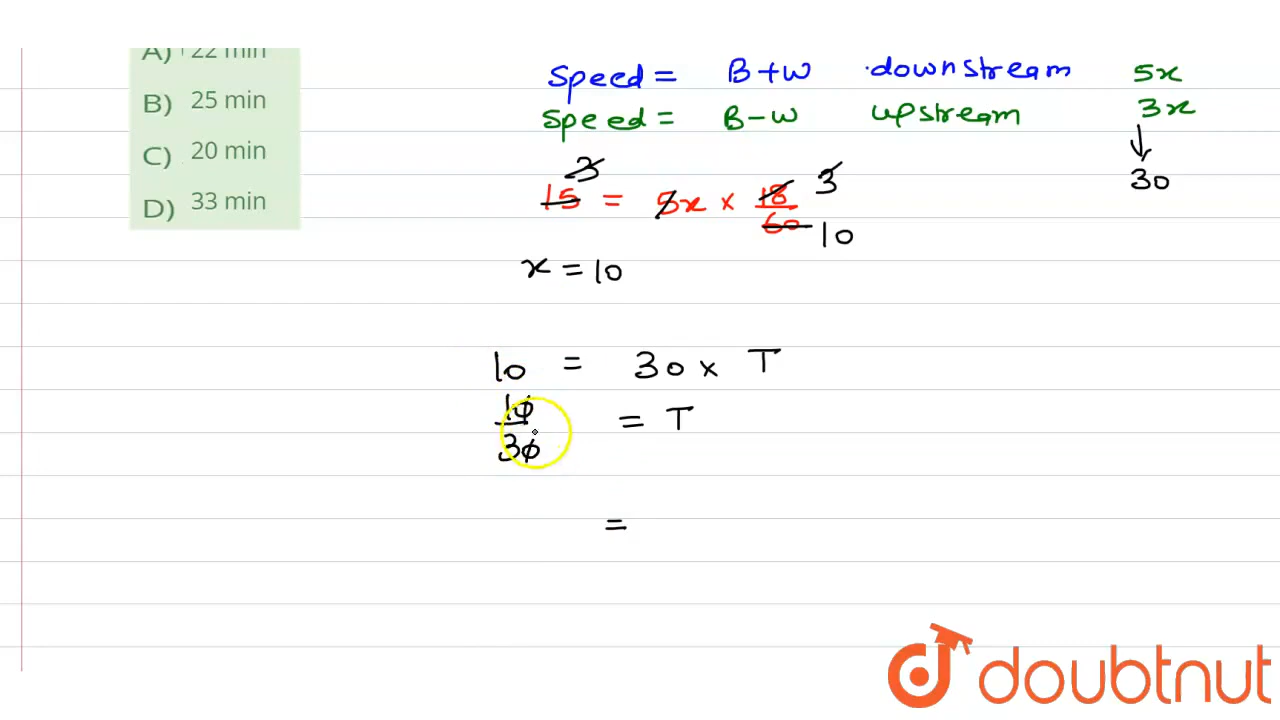 A) 22 min
B) 25 min
C) 20 min
D) 33 min
Speed = B+W downstream 5x
Speed = B-W upstream 3x
30
3
15 = 5x × 18/60 3
10
x = 10
10 = 30 × T
10/30 = T
=
doubtnut